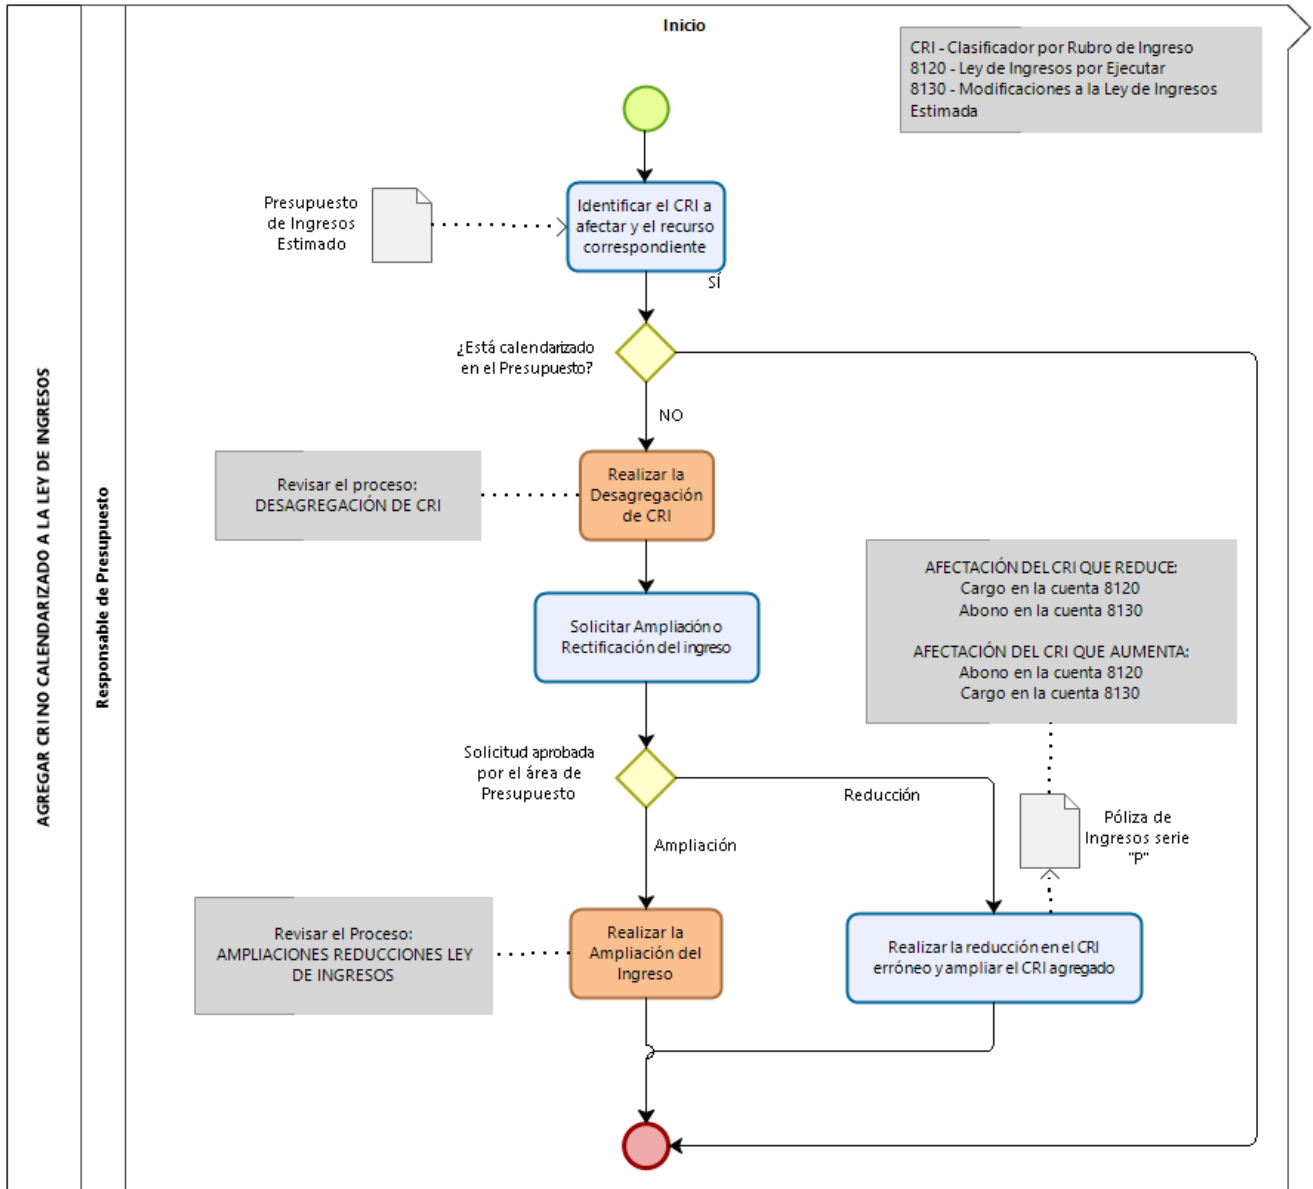 Inicio
CRI - Clasificador por Rubro de Ingreso
8120 - Ley de Ingresos por Ejecutar
8130 - Modificaciones a la Ley de Ingresos
Estimada
AGREGAR CRI NO CALENDARIZADO A LA LEY DE INGRESOS
Responsable de Presupuesto
Presupuesto
de Ingresos
Estimado
Identificar el CRI a
afectar y el recurso
correspondiente
SÍ
¿Está calendarizado
en el Presupuesto?
NO
Revisar el proceso:
DESAGREGACIÓN DE CRI
Realizar la
Desagregación
de CRI
Solicitar Ampliación o
Rectificación del ingreso
AFECTACIÓN DEL CRI QUE REDUCE:
Cargo en la cuenta 8120
Abono en la cuenta 8130
AFECTACIÓN DEL CRI QUE AUMENTA:
Abono en la cuenta 8120
Cargo en la cuenta 8130
Solicitud aprobada
por el área de
Presupuesto
Reducción
Ampliación
Póliza de
Ingresos serie
"P"
Revisar el Proceso:
AMPLIACIONES REDUCCIONES LEY
DE INGRESOS
Realizar la
Ampliación del
Ingreso
Realizar la reducción en el CRI
erróneo y ampliar el CRI agregado